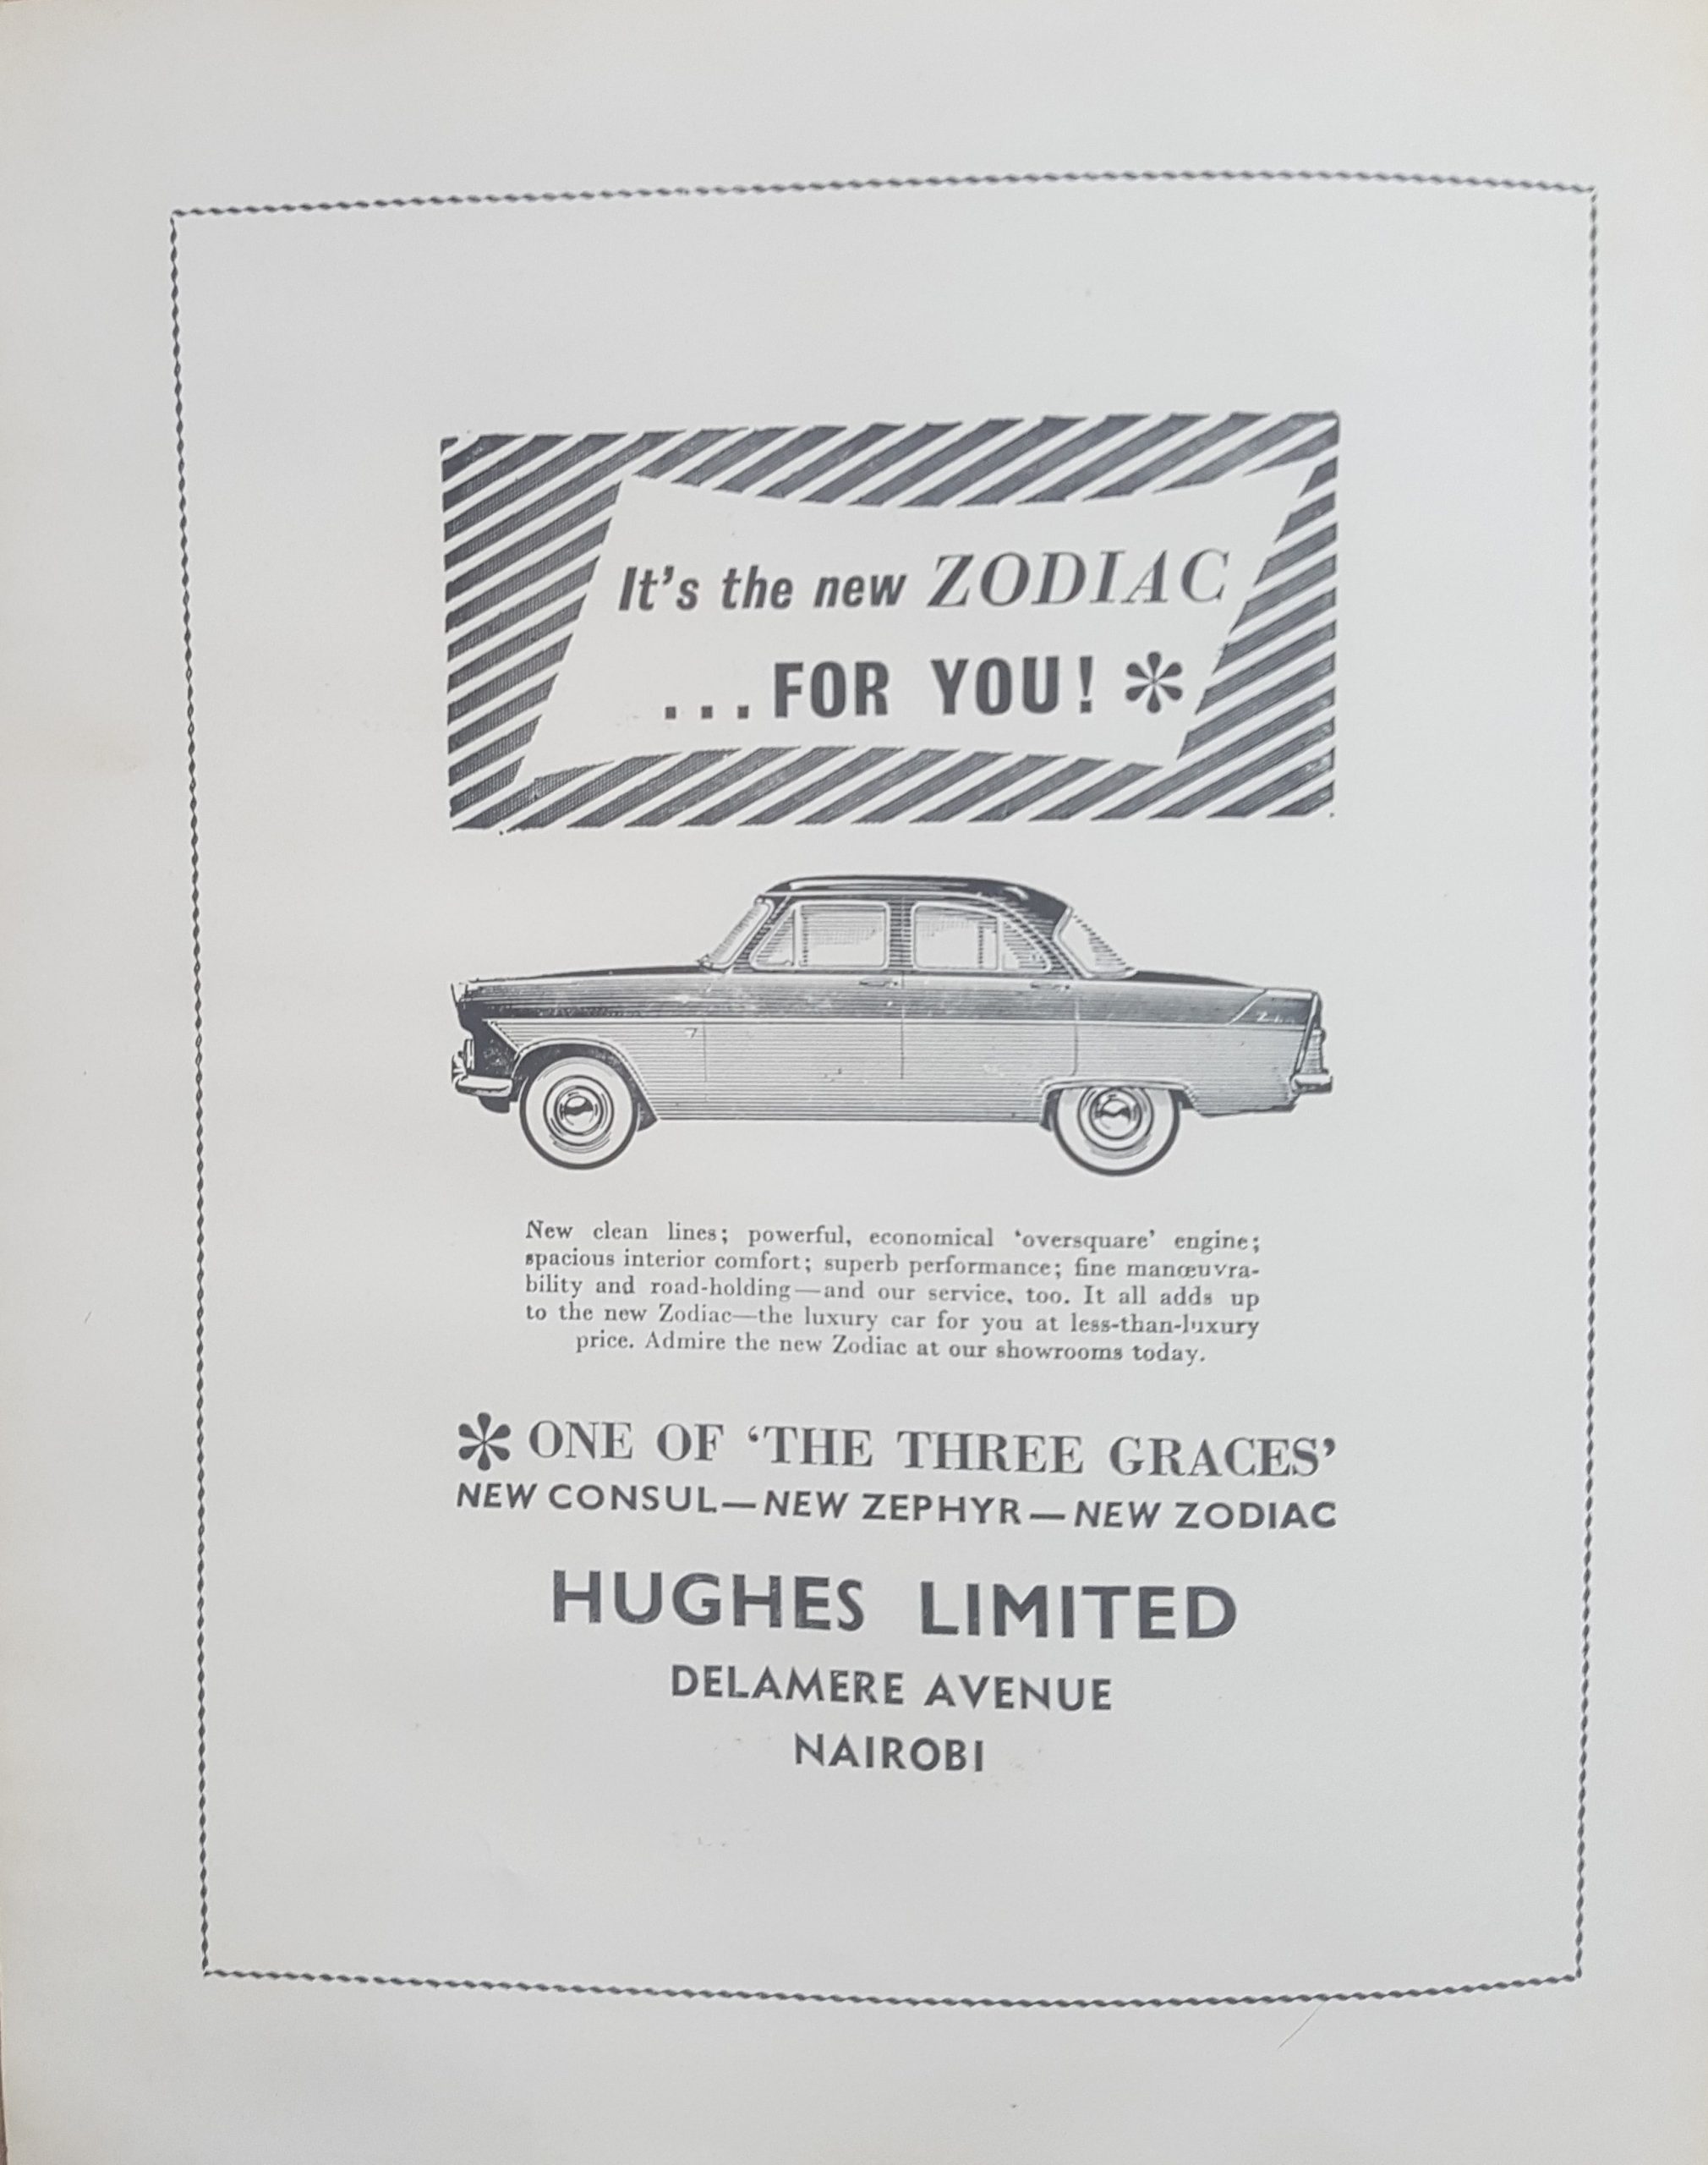 It's the new ZODIAC
...FOR YOU! *
New clean lines; powerful, economical ‘oversquare’ engine;
spacious interior comfort; superb performance; fine manœuvra-
bility and road-holding—and our service, too. It all adds up
to the new Zodiac—the luxury car for you at less-than-luxury
price. Admire the new Zodiac at our showrooms today.
* ONE OF ‘THE THREE GRACES’
NEW CONSUL—NEW ZEPHYR—NEW ZODIAC
HUGHES LIMITED
DELAMERE AVENUE
NAIROBI